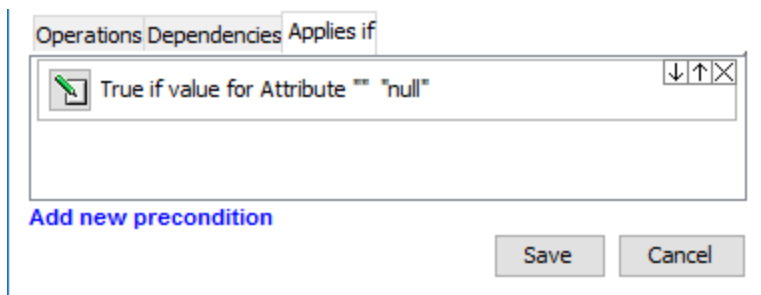 Operations Dependencies Applies if
True if value for Attribute "" "null"
Add new precondition
Save Cancel